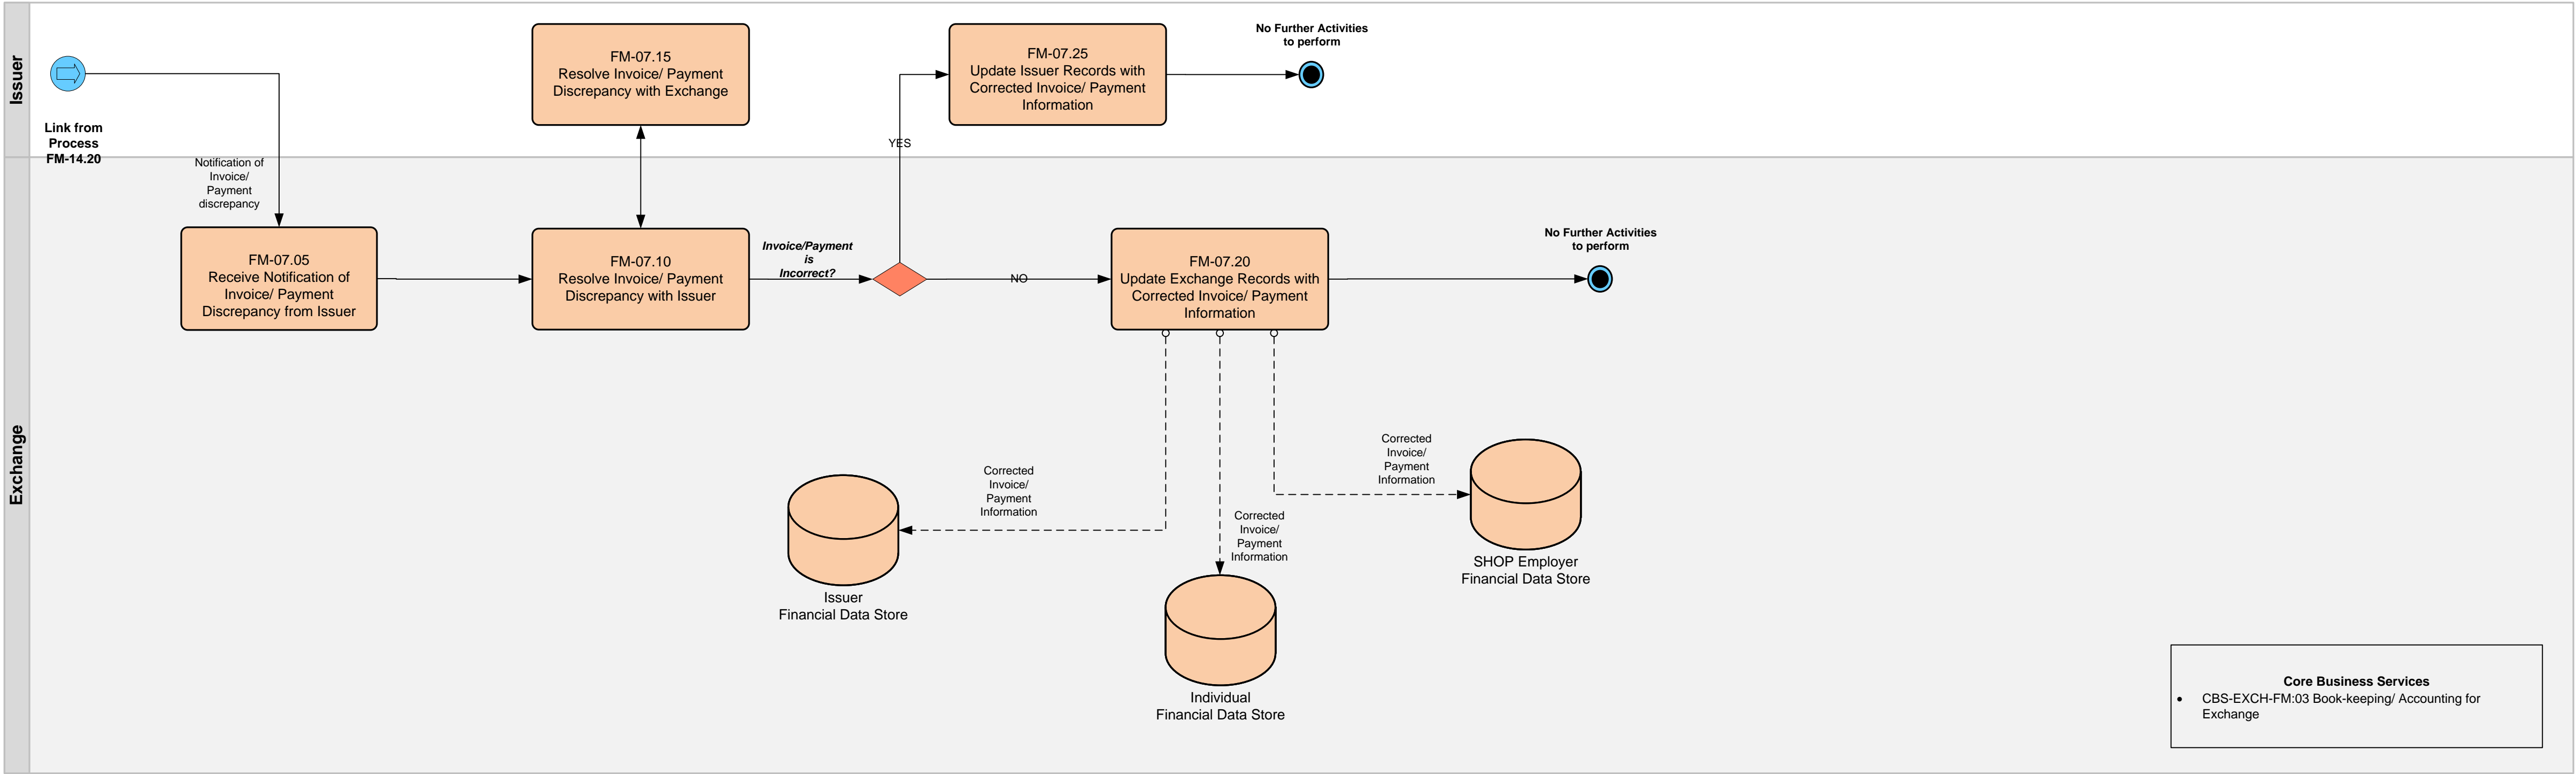 Issuer
Link from
Process
FM-14.20
FM-07.15
Resolve Invoice/ Payment
Discrepancy with Exchange
FM-07.25
Update Issuer Records with
Corrected Invoice/ Payment
Information
No Further Activities
to perform
YES
Exchange
Notification of
Invoice/
Payment
discrepancy
FM-07.05
Receive Notification of
Invoice/ Payment
Discrepancy from Issuer
FM-07.10
Resolve Invoice/ Payment
Discrepancy with Issuer
Invoice/Payment
is
Incorrect?
NO
FM-07.20
Update Exchange Records with
Corrected Invoice/ Payment
Information
No Further Activities
to perform
Corrected
Invoice/
Payment
Information
Corrected
Invoice/
Payment
Information
Corrected
Invoice/
Payment
Information
Issuer
Financial Data Store
Individual
Financial Data Store
SHOP Employer
Financial Data Store
Core Business Services
• CBS-EXCH-FM:03 Book-keeping/ Accounting for
Exchange